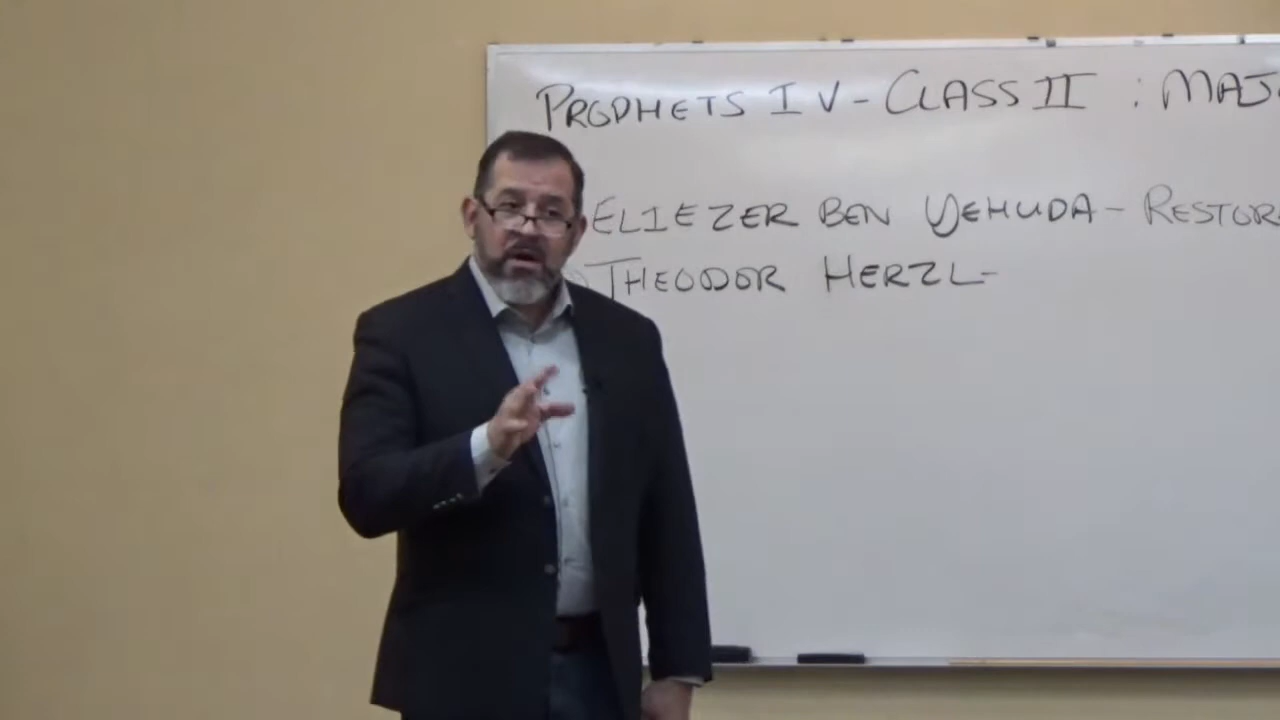 PROPHETS IV - CLASS II : MAJ
ELIEZER BEN YEHUDA - RESTOR
THEODOR HERZL-